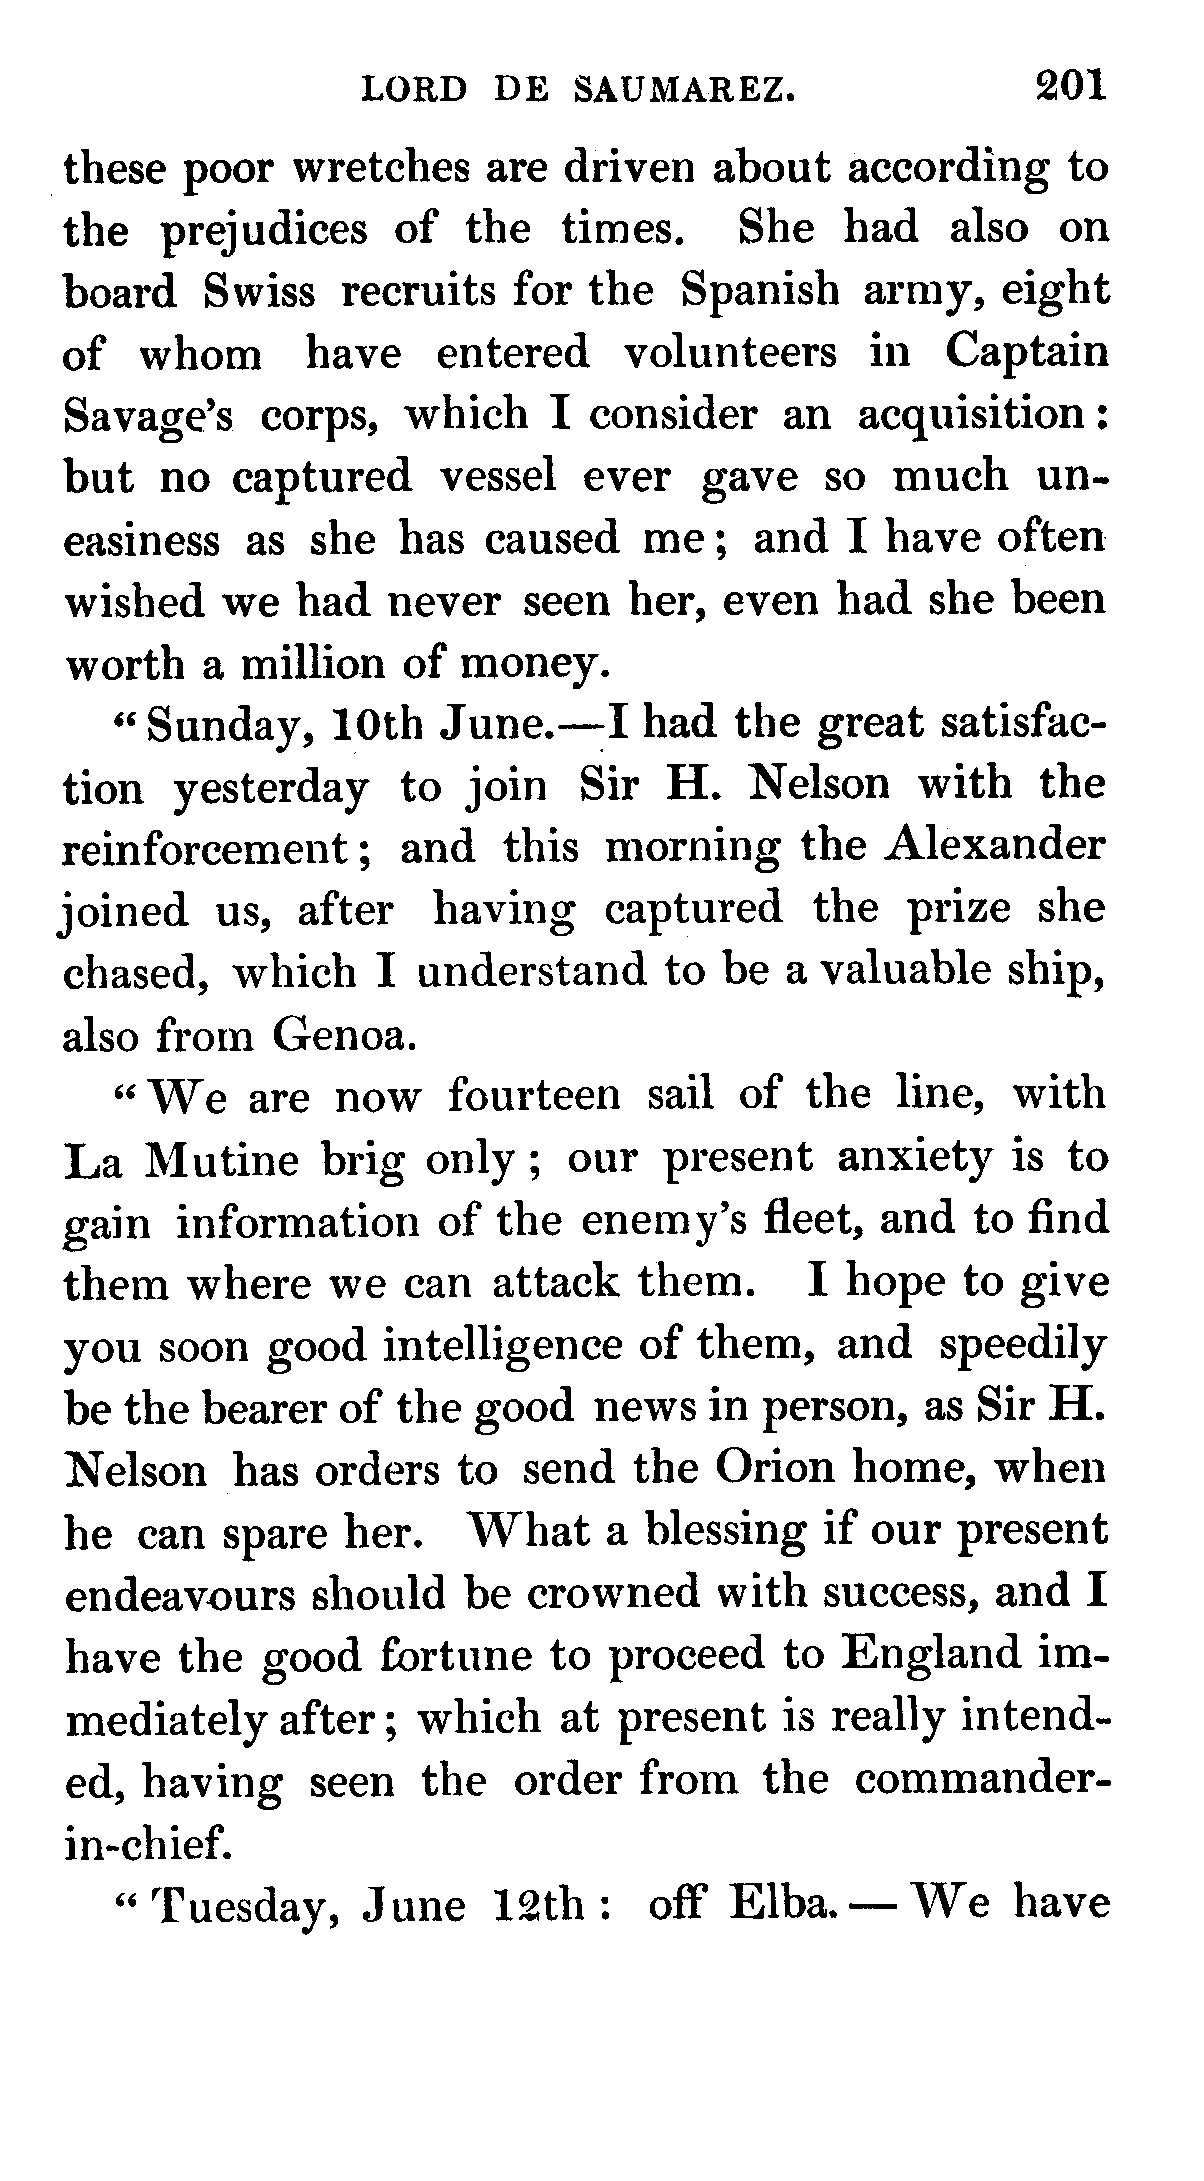 LORD DE SAUMAREZ. 201
these poor wretches are driven about according to
the prejudices of the times. She had also on
board Swiss recruits for the Spanish army, eight
of whom have entered volunteers in Captain
Savage's corps, which I consider an acquisition :
but no captured vessel ever gave so much un-
easiness as she has caused me ; and I have often
wished we had never seen her, even had she been
worth a million of money.
“ Sunday, 10th June.—I had the great satisfac-
tion yesterday to join Sir H. Nelson with the
reinforcement ; and this morning the Alexander
joined us, after having captured the prize she
chased, which I understand to be a valuable ship,
also from Genoa.
“ We are now fourteen sail of the line, with
La Mutine brig only ; our present anxiety is to
gain information of the enemy's fleet, and to find
them where we can attack them. I hope to give
you soon good intelligence of them, and speedily
be the bearer of the good news in person, as Sir H.
Nelson has orders to send the Orion home, when
he can spare her. What a blessing if our present
endeavours should be crowned with success, and I
have the good fortune to proceed to England im-
mediately after ; which at present is really intend-
ed, having seen the order from the commander-
in-chief.
“ Tuesday, June 12th : off Elba. — We have